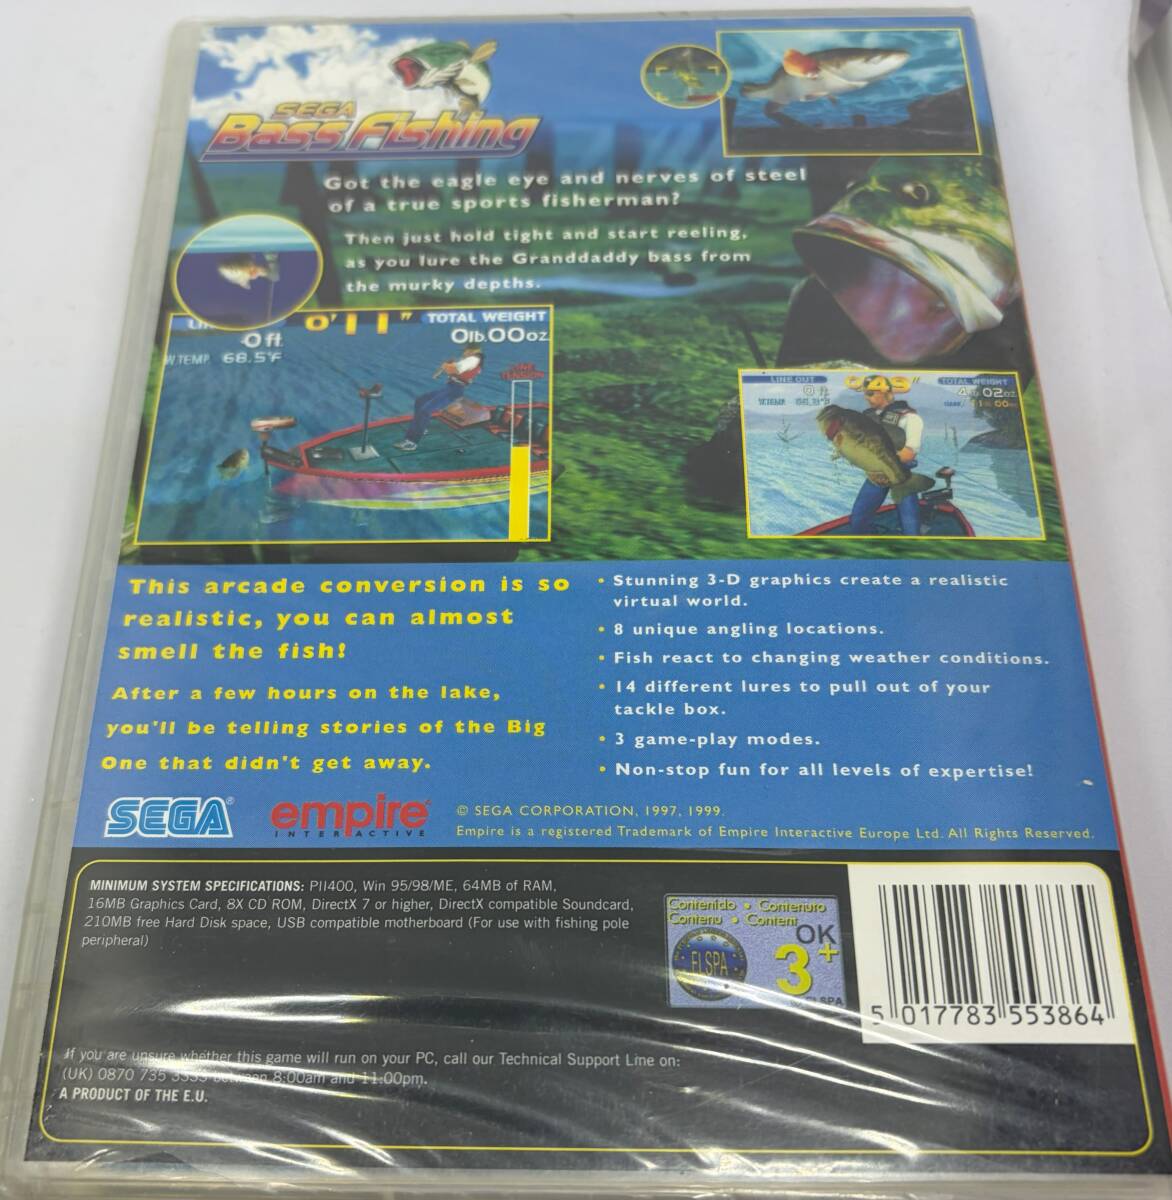 SEGA
Bass Fishing
Got the eagle eye and nerves of steel
of a true sports fisherman?
Then just hold tight and start reeling,
as you lure the Granddaddy bass from
the murky depths.
0'11"
TOTAL WEIGHT
0ft
0lb.00oz
W.TEMP. 68.5°F
LINE
TENSION
LINE OUT
0'49"
TOTAL WEIGHT
0 ft
02oz
W.TEMP.
This arcade conversion is so
realistic, you can almost
smell the fish!
After a few hours on the lake,
you'll be telling stories of the Big
One that didn't get away.
• Stunning 3-D graphics create a realistic
virtual world.
• 8 unique angling locations.
• Fish react to changing weather conditions.
• 14 different lures to pull out of your
tackle box.
• 3 game-play modes.
• Non-stop fun for all levels of expertise!
SEGA®
empire
INTERACTIVE
© SEGA CORPORATION, 1997, 1999.
Empire is a registered Trademark of Empire Interactive Europe Ltd. All Rights Reserved.
MINIMUM SYSTEM SPECIFICATIONS: PII400, Win 95/98/ME, 64MB of RAM,
16MB Graphics Card, 8X CD ROM, DirectX 7 or higher, DirectX compatible Soundcard,
210MB free Hard Disk space, USB compatible motherboard (For use with fishing pole
peripheral)
Contenido • Contenuro
Contenu • Content
OK
ELSPA
3+
ELSPA
5 017783 553864
If you are unsure whether this game will run on your PC, call our Technical Support Line on:
(UK) 0870 735 3333 between 8:00am and 11:00pm.
A PRODUCT OF THE E.U.